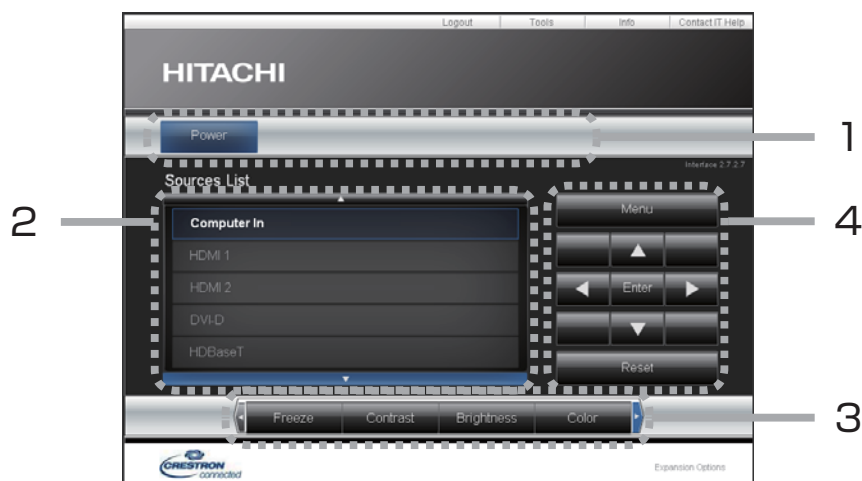 Logout Tools Info Contact IT Help
HITACHI
Power
1
Interface 2.7.2.7
Sources List
2
Computer In
HDMI 1
HDMI 2
DVI-D
HDBaseT
Menu
Enter
Reset
4
Freeze Contrast Brightness Color
3
CRESTRON
connected
Expansion Options